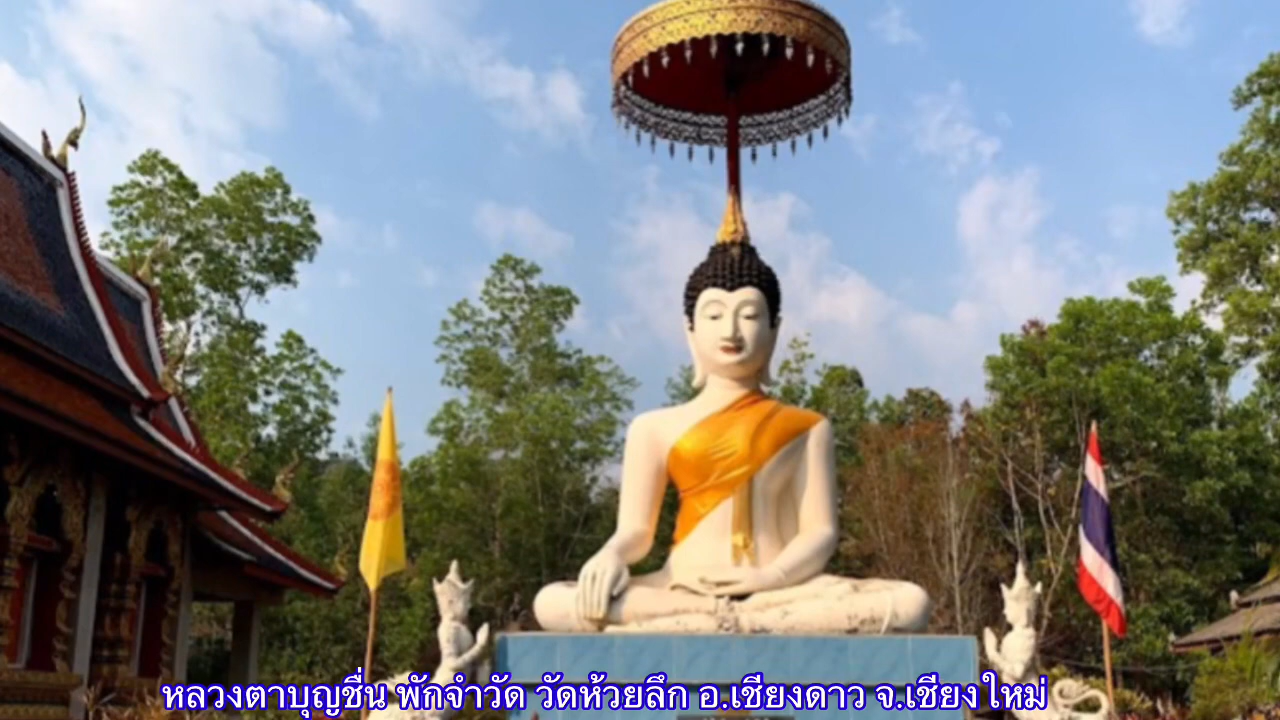 หลวงตาบุญชื่น พักจำวัด วัดห้วยลึก อ.เชียงดาว จ.เชียงใหม่